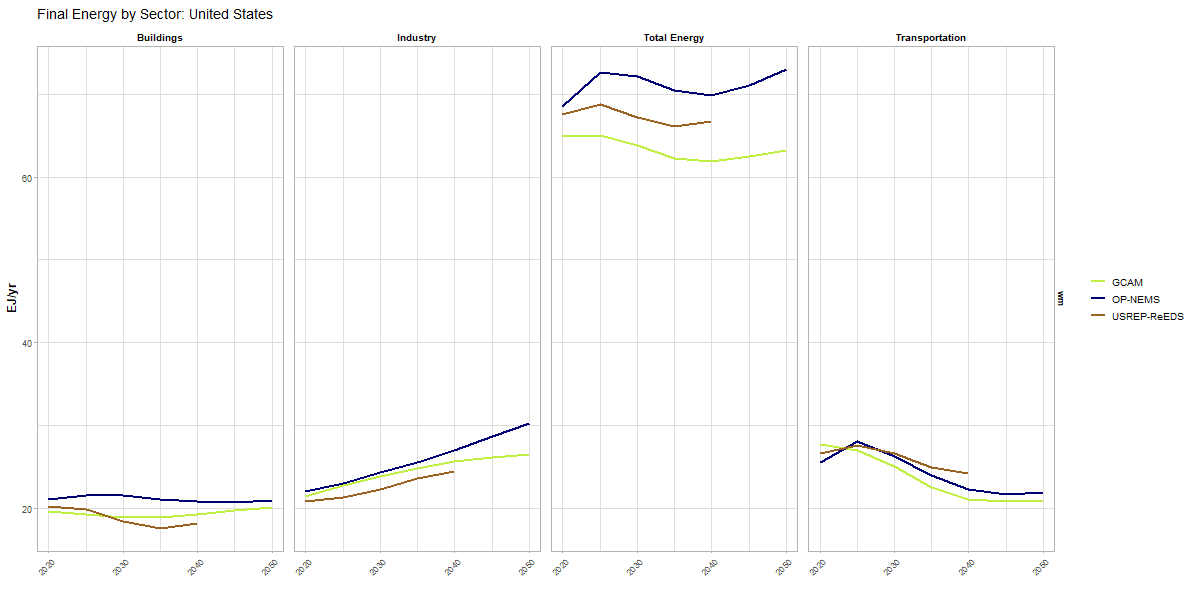 Final Energy by Sector: United States
Buildings
Industry
Total Energy
Transportation
EJ/yr
60
40
20
2020
2030
2040
2050
2020
2030
2040
2050
2020
2030
2040
2050
2020
2030
2040
2050
wm
GCAM
OP-NEMS
USREP-ReEDS